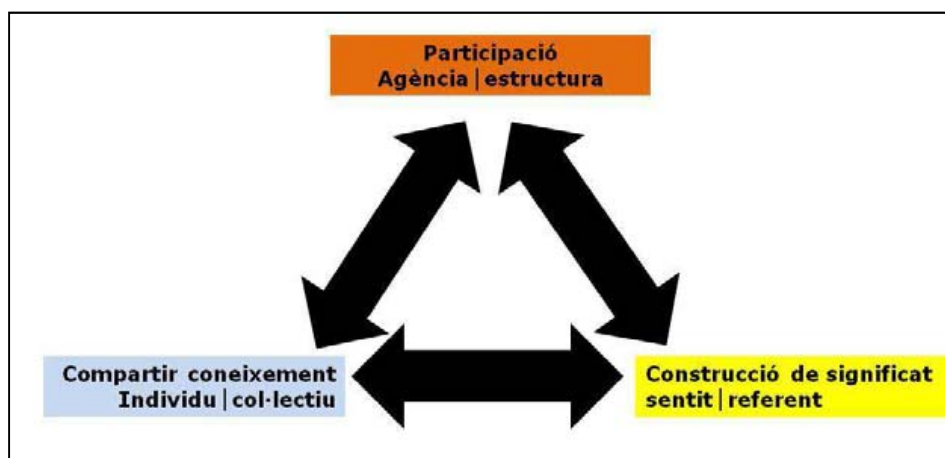 Participació
Agència|estructura
Compartir coneixement
Individu|col·lectiu
Construcció de significat
sentit|referent